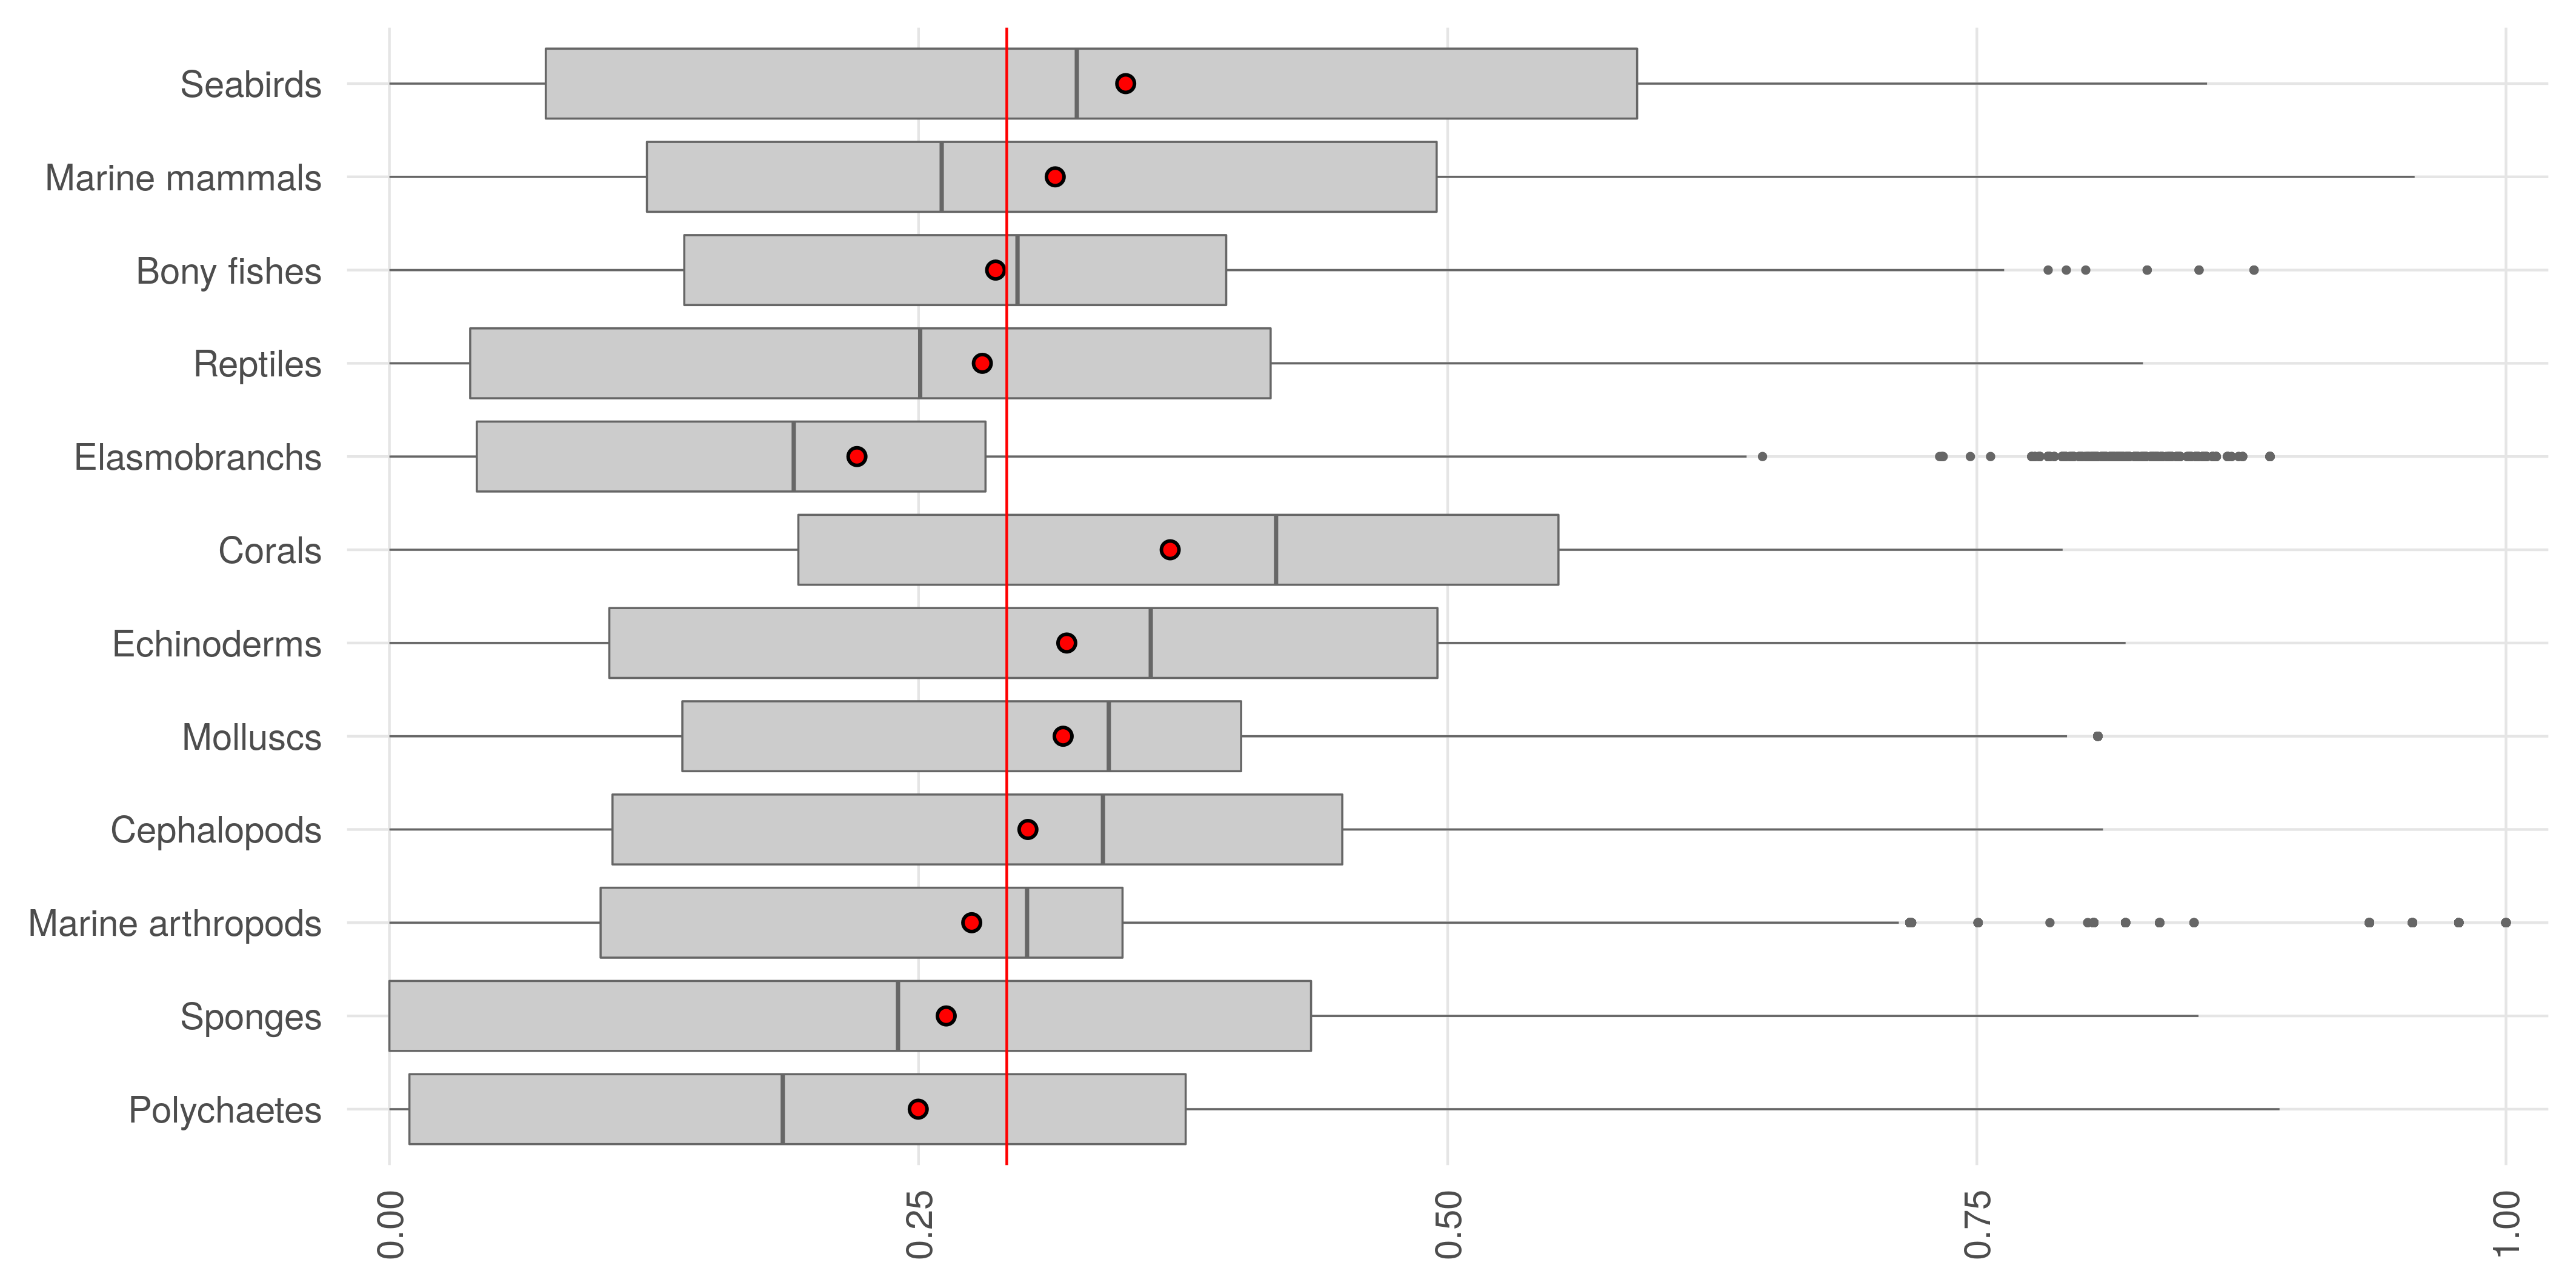 Seabirds
Marine mammals
Bony fishes
Reptiles
Elasmobranchs
Corals
Echinoderms
Molluscs
Cephalopods
Marine arthropods
Sponges
Polychaetes
0.00
0.25
0.50
0.75
1.00